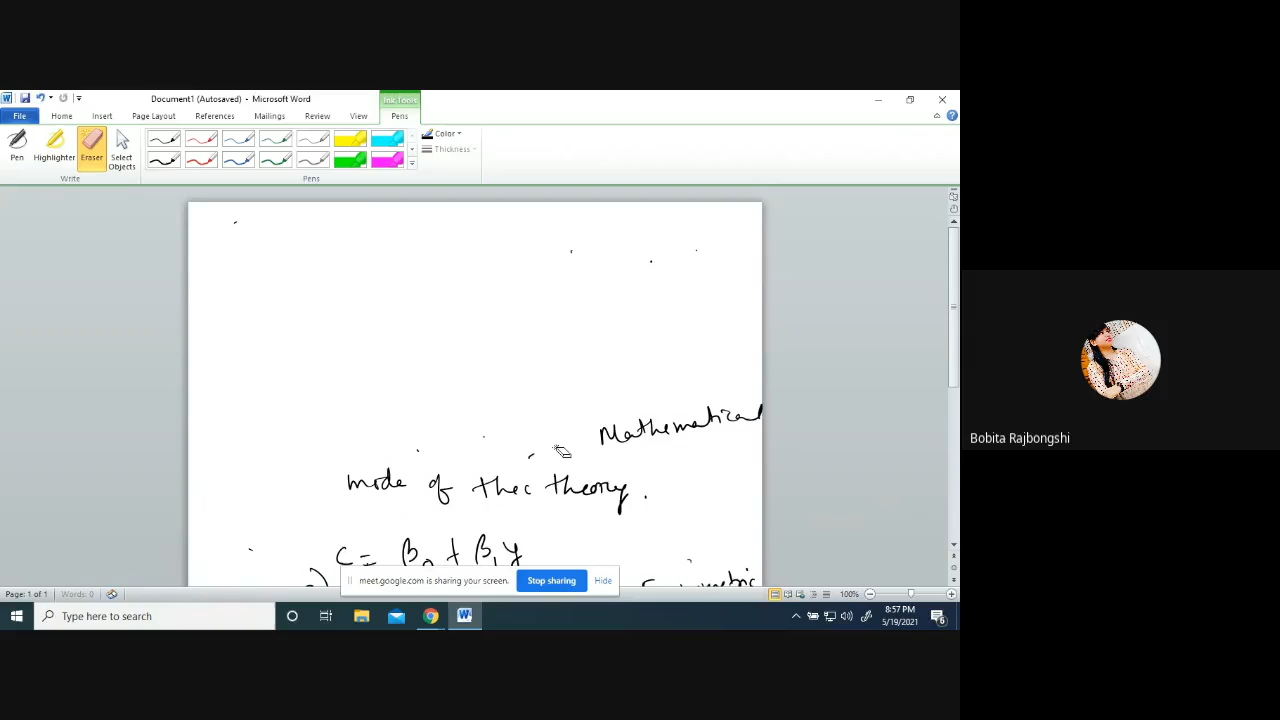 Document1 (Autosaved) - Microsoft Word
Ink Tools
File Home Insert Page Layout References Mailings Review View Pens
Pen Highlighter Eraser Select Objects
Color
Thickness
Write Pens
Mathematical
mode of the theory.
C = β₀ + β₁y
meet.google.com is sharing your screen. Stop sharing Hide
Page: 1 of 1 Words: 0 100%
Type here to search
8:57 PM
5/19/2021
6
Bobita Rajbongshi